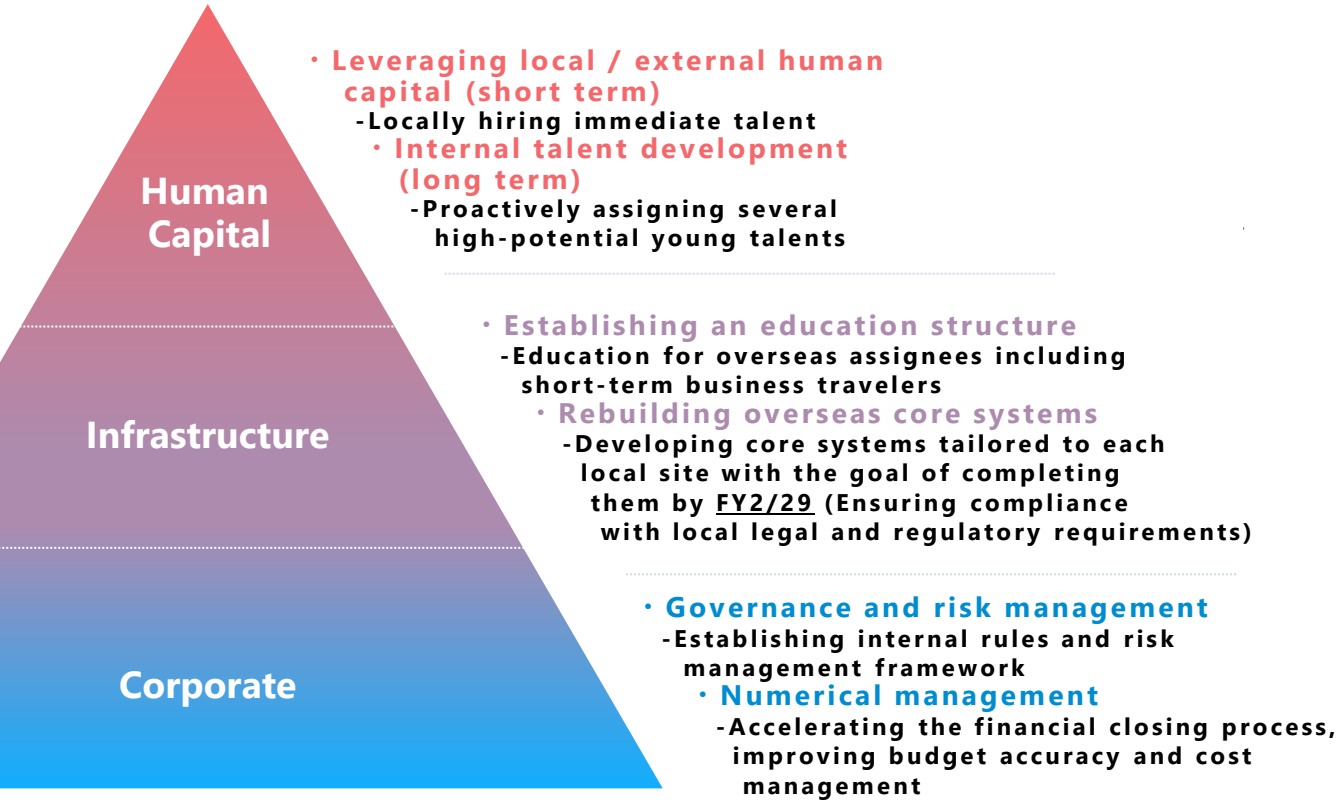 ・Leveraging local / external human
capital (short term)
-Locally hiring immediate talent
・Internal talent development
(long term)
-Proactively assigning several
high-potential young talents
Human
Capital
・Establishing an education structure
-Education for overseas assignees including
short-term business travelers
・Rebuilding overseas core systems
-Developing core systems tailored to each
local site with the goal of completing
them by FY2/29 (Ensuring compliance
with local legal and regulatory requirements)
Infrastructure
・Governance and risk management
-Establishing internal rules and risk
management framework
・Numerical management
-Accelerating the financial closing process,
improving budget accuracy and cost
management
Corporate